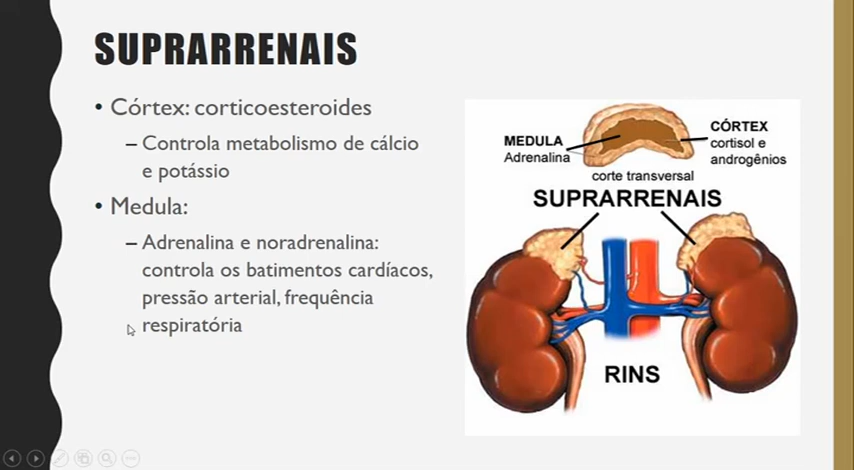 SUPRARRENAIS
• Córtex: corticoesteroides
– Controla metabolismo de cálcio
e potássio
• Medula:
– Adrenalina e noradrenalina:
controla os batimentos cardíacos,
pressão arterial, frequência
respiratória
MEDULA
Adrenalina
CÓRTEX
cortisol e
androgênios
corte transversal
SUPRARRENAIS
RINS